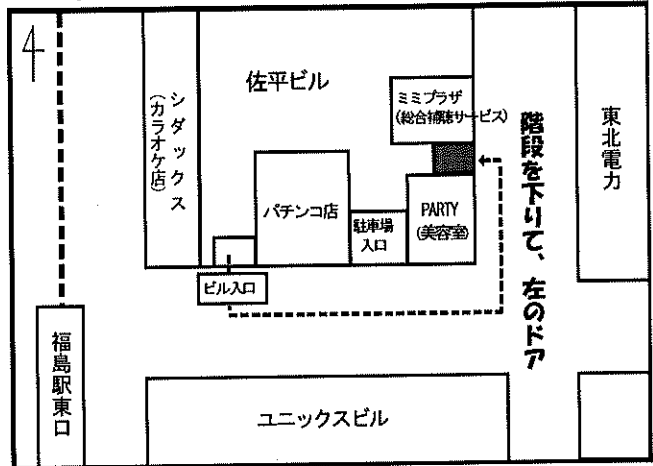 佐平ビル
シダックス
(カラオケ店)
ミミプラザ
(総合補聴サービス)
東北電力
階段を下りて、左のドア
パチンコ店
駐車場
入口
PARTY
(美容室)
ビル入口
福島駅東口
ユニックスビル